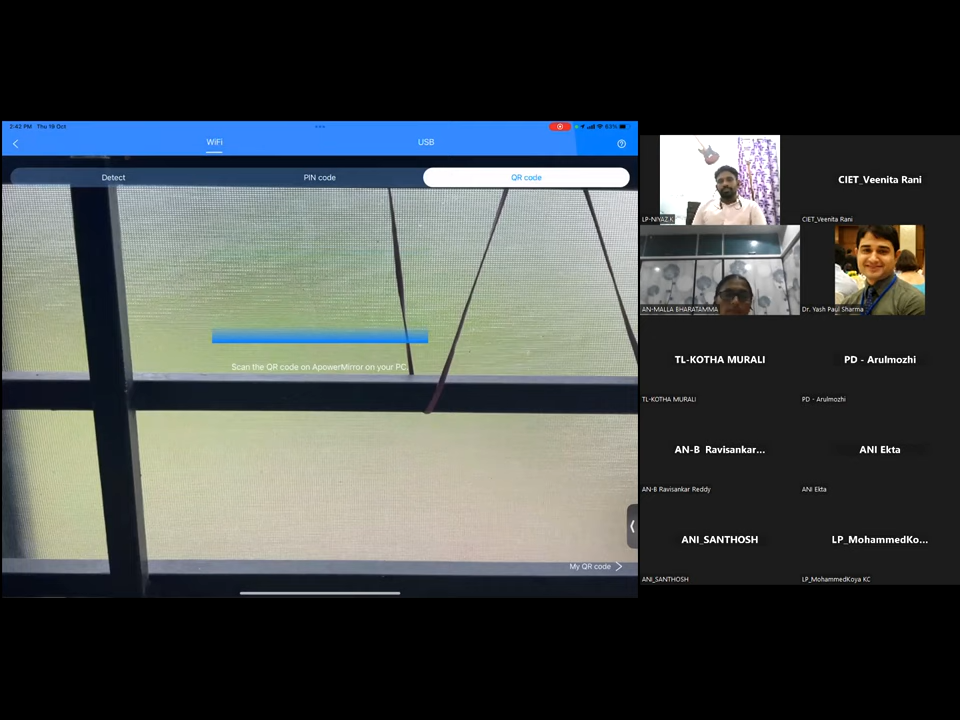 2:42 PM Thu 19 Oct
63%
WiFi
USB
Detect
PIN code
QR code
Scan the QR code on ApowerMirror on your PC.
My QR code
LP-NIYAZ.K
CIET_Veenita Rani
CIET_Veenita Rani
AN-MALLA BHARATAMMA
Dr. Yash Paul Sharma
TL-KOTHA MURALI
TL-KOTHA MURALI
PD - Arulmozhi
PD - Arulmozhi
AN-B Ravisankar...
AN-B Ravisankar Reddy
ANI Ekta
ANI Ekta
ANI_SANTHOSH
ANI_SANTHOSH
LP_MohammedKo...
LP_MohammedKoya KC